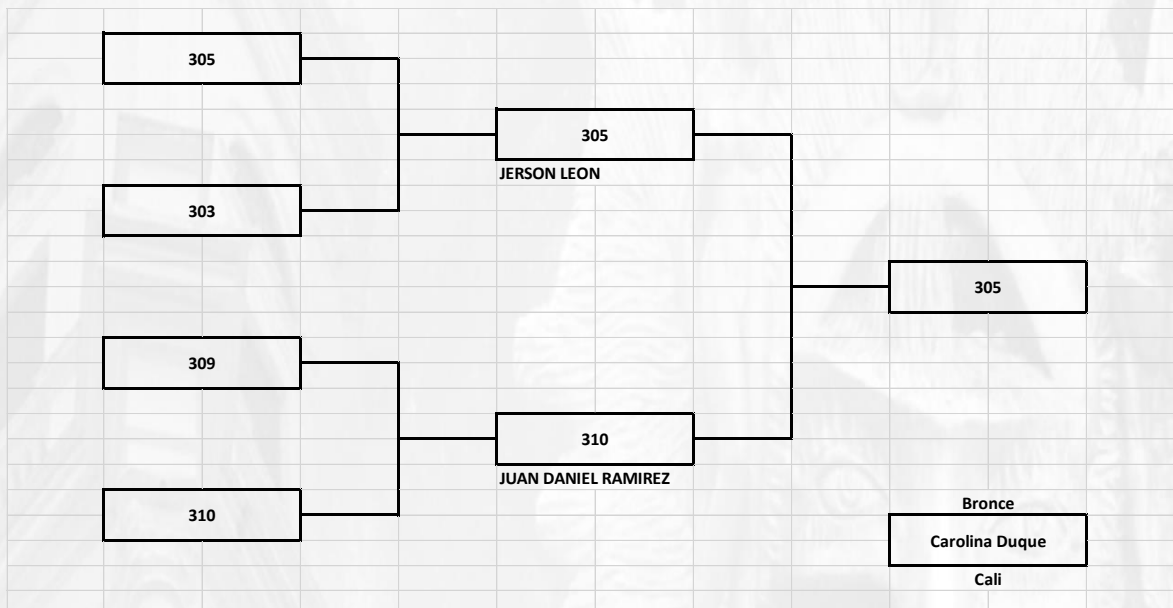 305
305
JERSON LEON
303
305
309
310
JUAN DANIEL RAMIREZ
310
Bronce
Carolina Duque
Cali